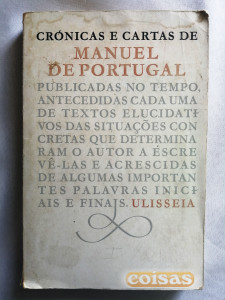 CRÓNICAS E CARTAS DE
MANUEL
DE PORTUGAL
PUBLICADAS NO TEMPO,
ANTECEDIDAS CADA UMA
DE TEXTOS ELUCIDATI
VOS DAS SITUAÇÕES CON
CRETAS QUE DETERMINA
RAM O AUTOR A ESCRE
VÊ-LAS E ACRESCIDAS
DE ALGUMAS IMPORTAN
TES PALAVRAS INICI
AIS E FINAIS. ULISSEIA
coisas